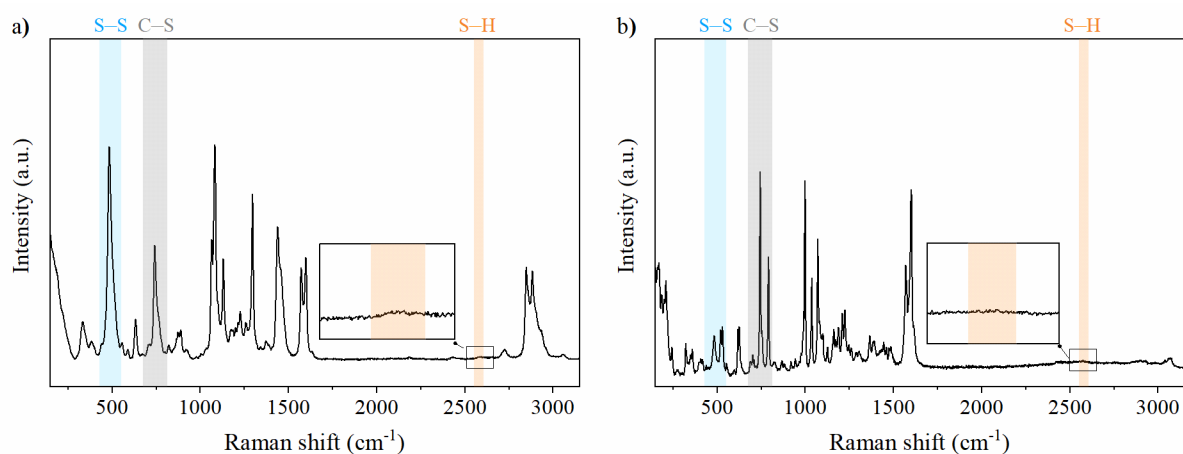 a)
S–S C–S S–H
Intensity (a.u.)
500 1000 1500 2000 2500 3000
Raman shift (cm⁻¹)
b)
S–S C–S S–H
Intensity (a.u.)
500 1000 1500 2000 2500 3000
Raman shift (cm⁻¹)